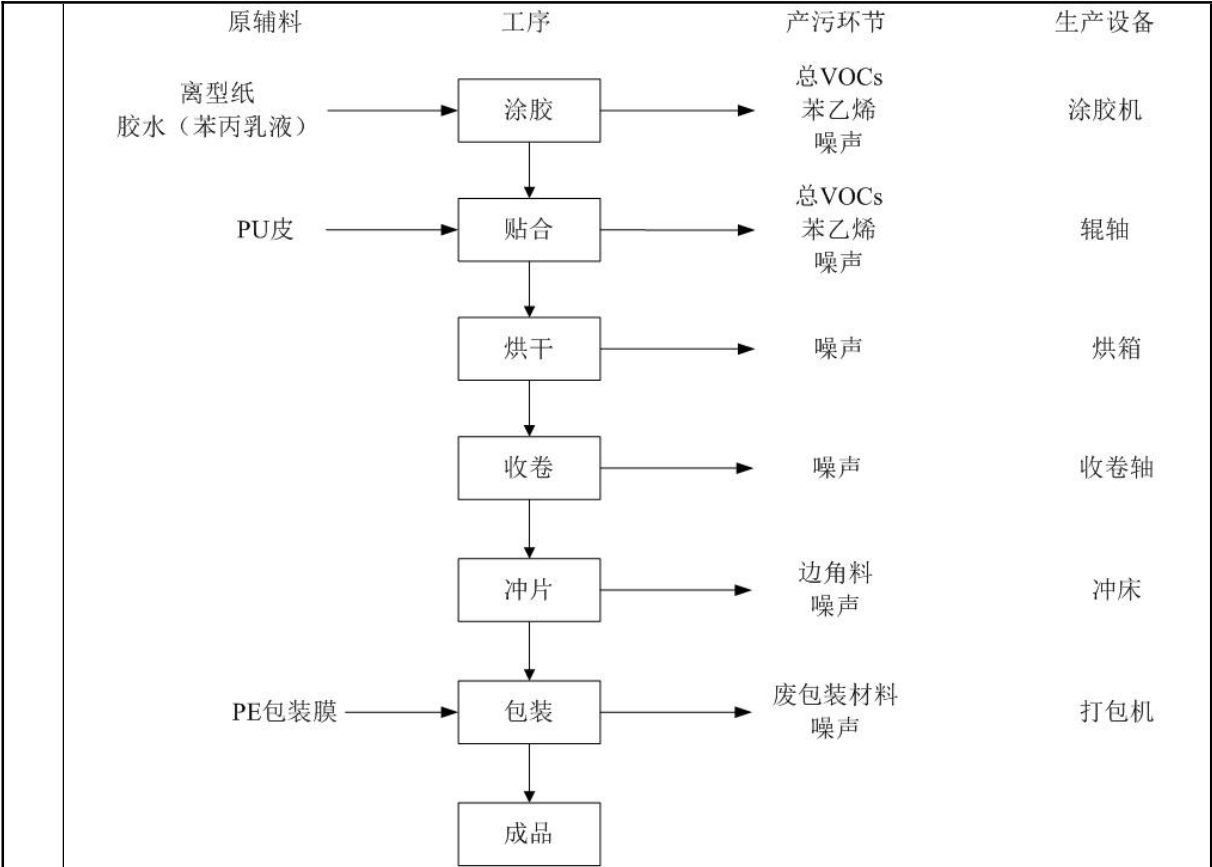 原辅料 工序 产污环节 生产设备
离型纸
胶水（苯丙乳液）
涂胶
总VOCs
苯乙烯
噪声
涂胶机
PU皮
贴合
总VOCs
苯乙烯
噪声
辊轴
烘干
噪声
烘箱
收卷
噪声
收卷轴
冲片
边角料
噪声
冲床
PE包装膜
包装
废包装材料
噪声
打包机
成品